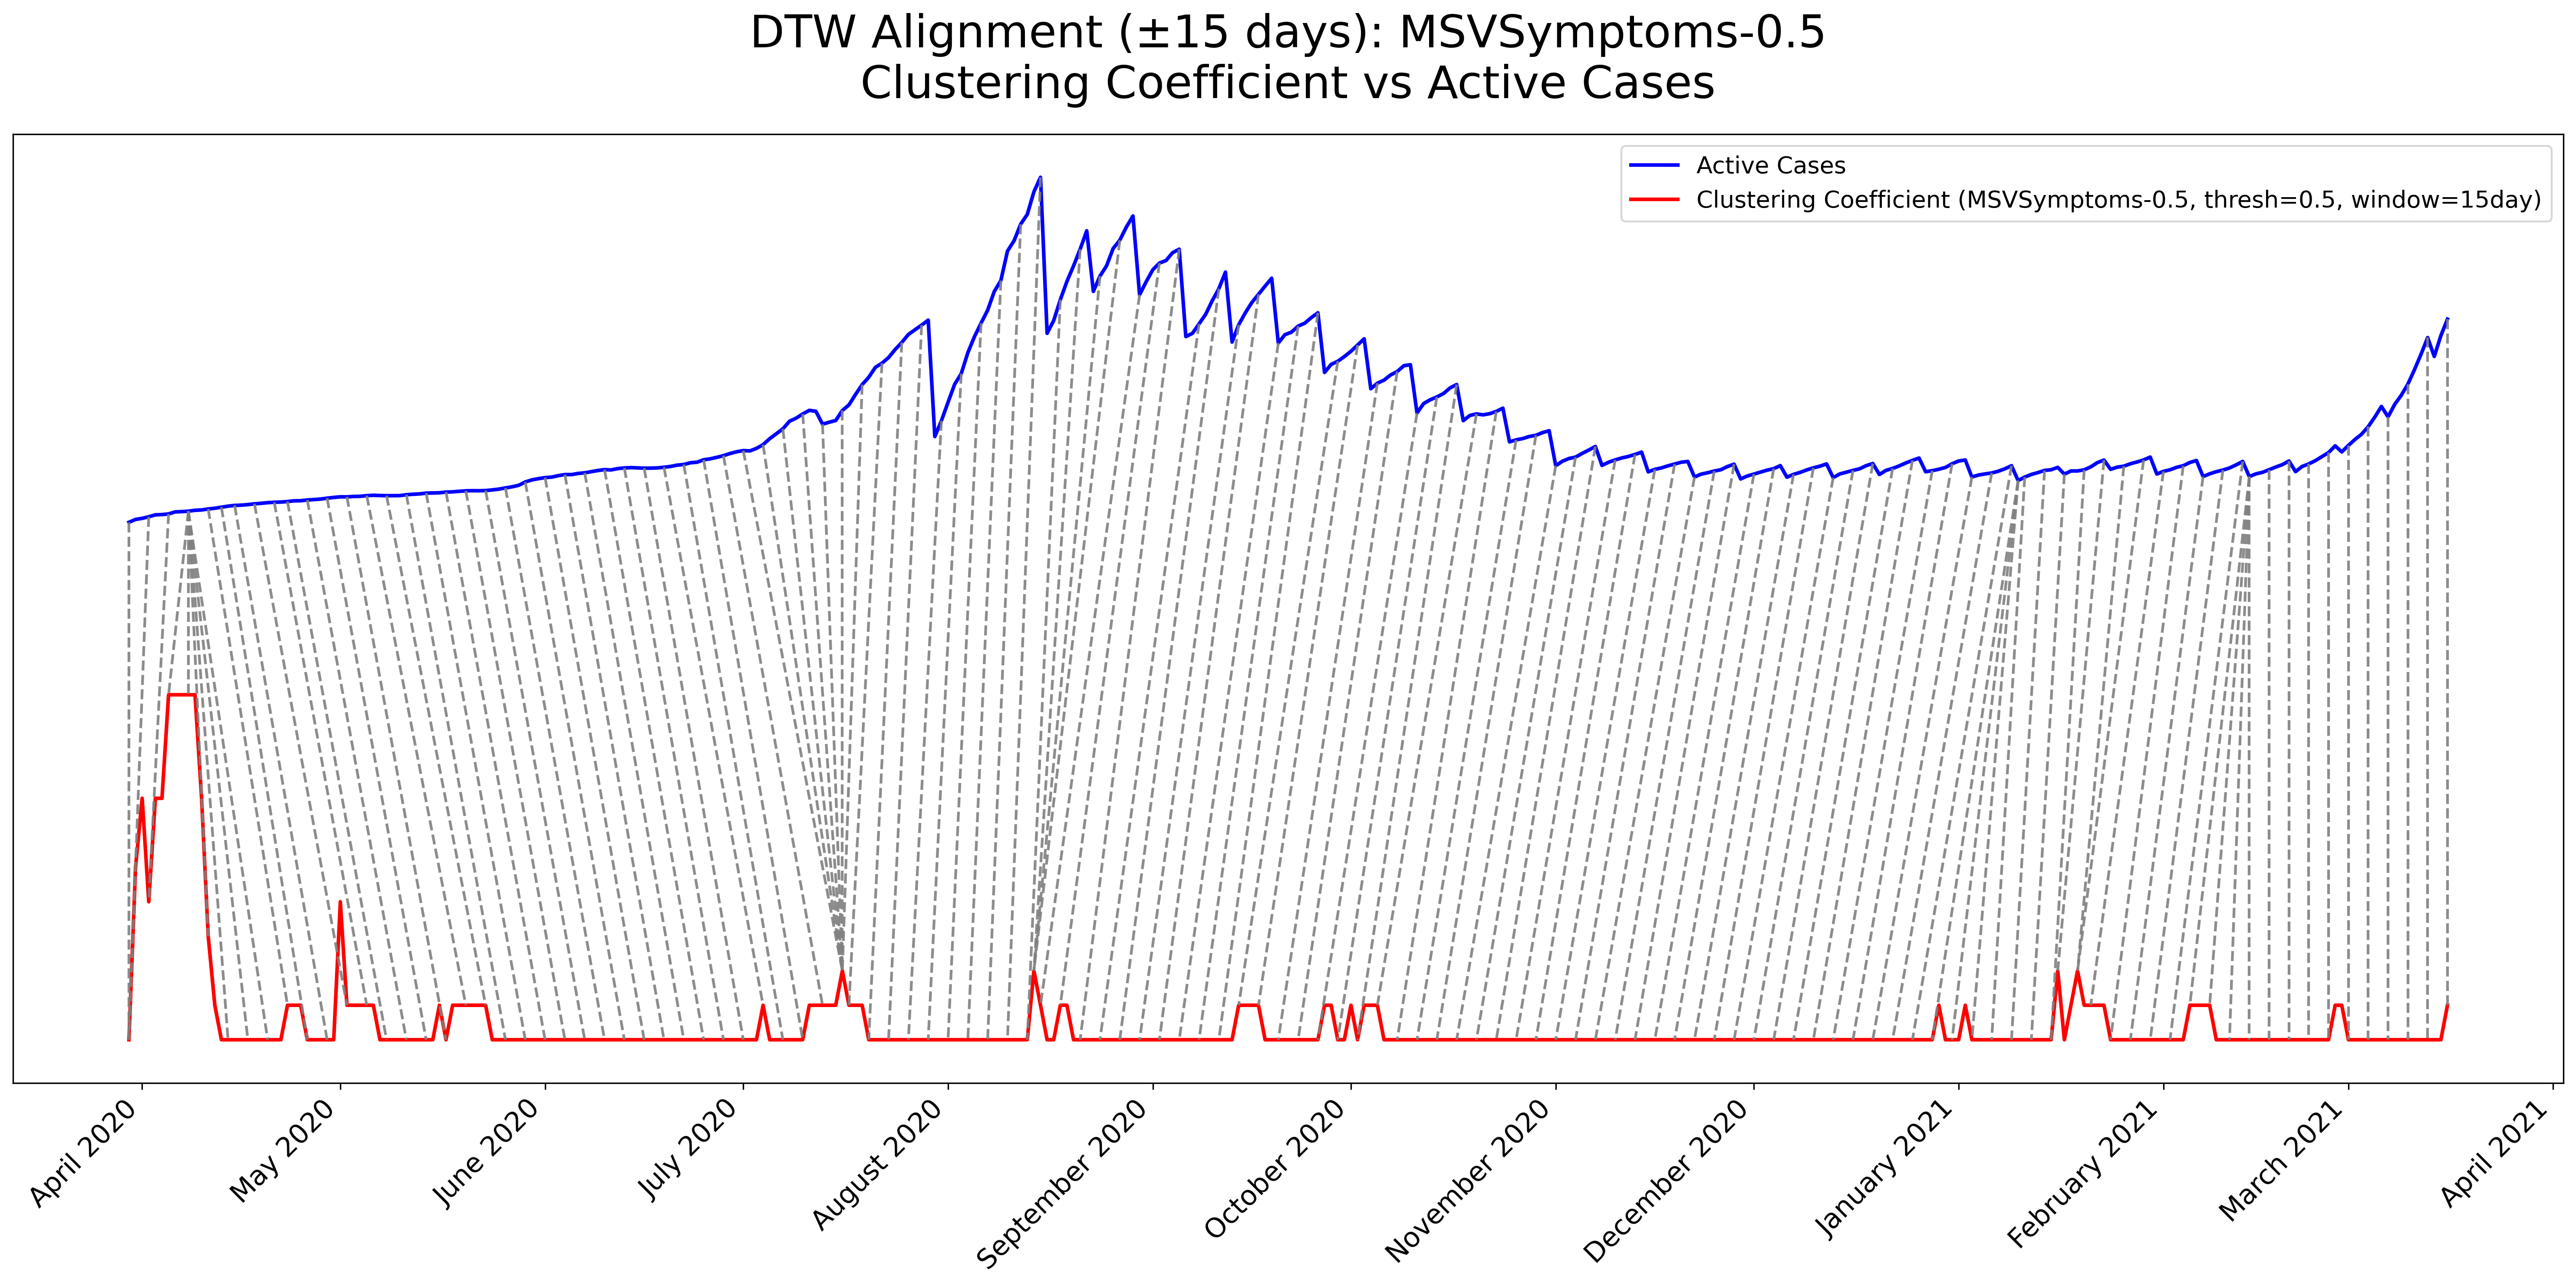 DTW Alignment (±15 days): MSVSymptoms-0.5
Clustering Coefficient vs Active Cases
Active Cases
Clustering Coefficient (MSVSymptoms-0.5, thresh=0.5, window=15day)
April 2020
May 2020
June 2020
July 2020
August 2020
September 2020
October 2020
November 2020
December 2020
January 2021
February 2021
March 2021
April 2021